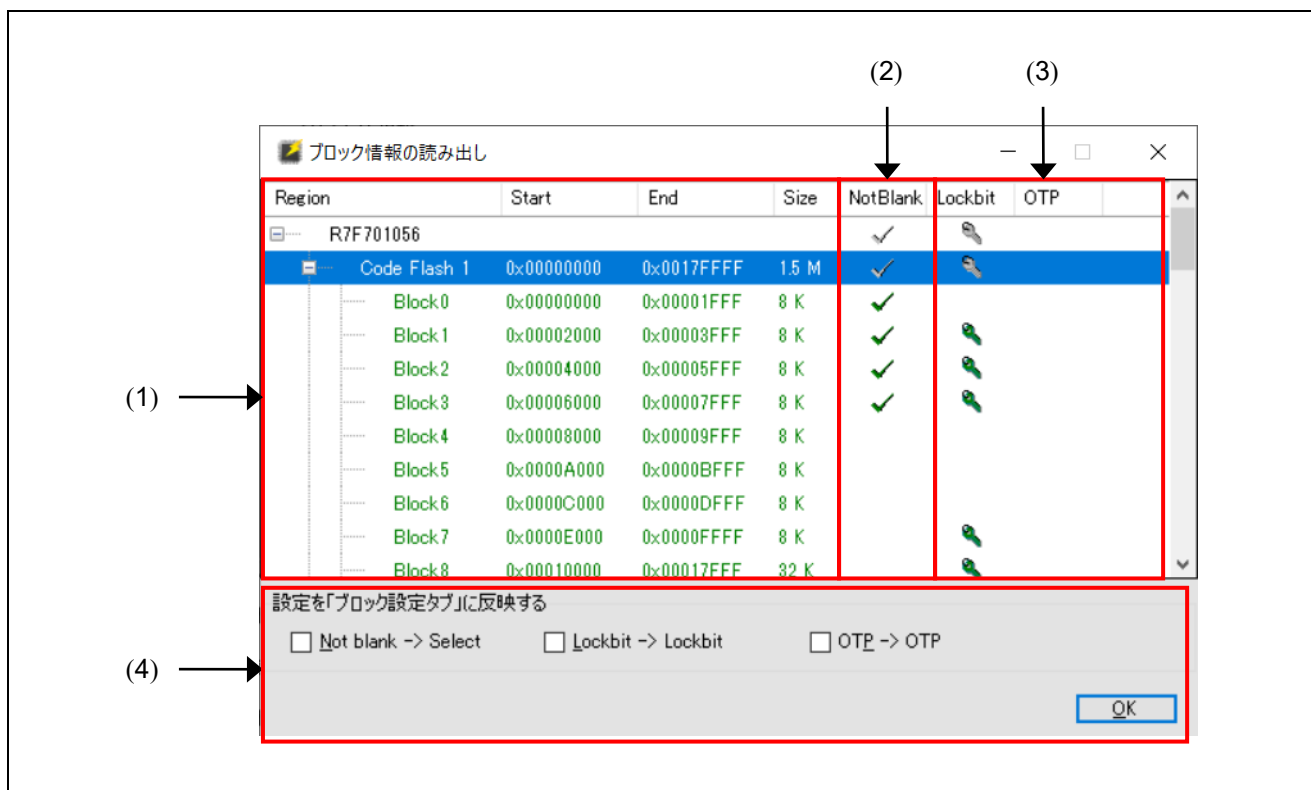 (2) (3)
ブロック情報の読み出し
Region Start End Size NotBlank Lockbit OTP
R7F701056
Code Flash 1 0x00000000 0x0017FFFF 1.5 M
Block0 0x00000000 0x00001FFF 8 K
Block1 0x00002000 0x00003FFF 8 K
Block2 0x00004000 0x00005FFF 8 K
(1)
Block3 0x00006000 0x00007FFF 8 K
Block4 0x00008000 0x00009FFF 8 K
Block5 0x0000A000 0x0000BFFF 8 K
Block6 0x0000C000 0x0000DFFF 8 K
Block7 0x0000E000 0x0000FFFF 8 K
Block8 0x00010000 0x00017FFF 32 K
設定を「ブロック設定タブ」に反映する
Not blank -> Select Lockbit -> Lockbit OTP -> OTP
(4)
OK